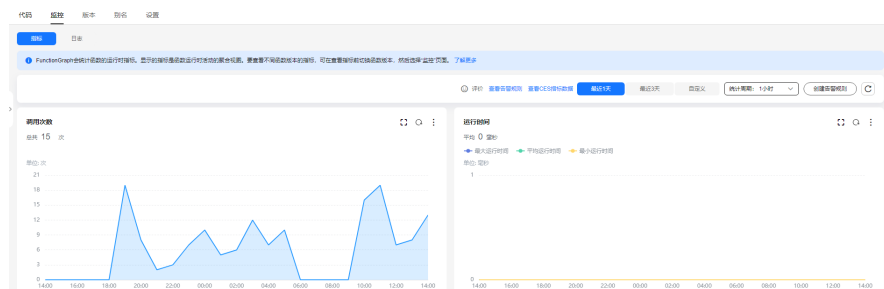 代码 监控 版本 别名 设置
指标 日志
FunctionGraph会统计函数的运行时指标。显示的指标是函数运行时活动的聚合视图。要查看不同函数版本的指标，可在查看指标前切换函数版本，然后选择“监控”页面。 了解更多
评价 查看告警规则 查看CES指标数据 最近1天 最近3天 自定义 统计周期：1小时 创建告警规则
调用次数
总共 15 次
单位: 次
21
18
15
12
9
6
3
0
14:00 16:00 18:00 20:00 22:00 00:00 02:00 04:00 06:00 08:00 10:00 12:00 14:00
运行时间
平均 0 毫秒
最大运行时间 平均运行时间 最小运行时间
单位: 毫秒
1
0
14:00 16:00 18:00 20:00 22:00 00:00 02:00 04:00 06:00 08:00 10:00 12:00 14:00